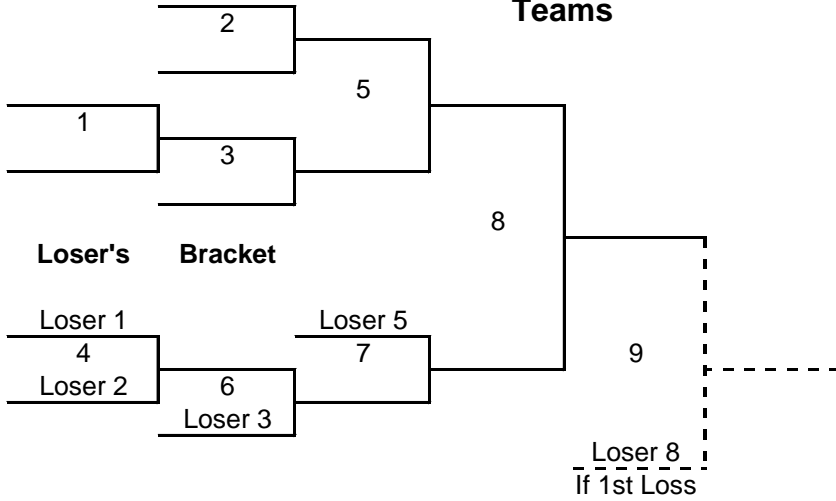 Teams
2
5
1
3
8
Loser's Bracket
Loser 1
Loser 5
4
7
9
Loser 2
6
Loser 3
Loser 8
If 1st Loss